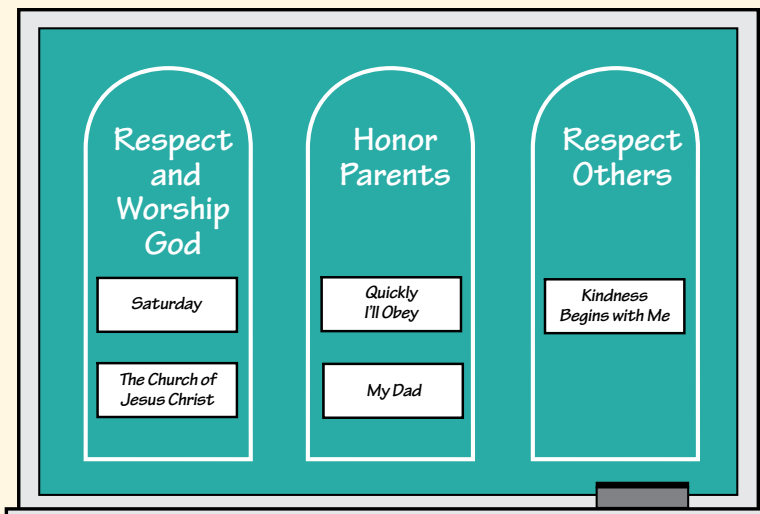 Respect
and
Worship
God
Saturday
The Church of
Jesus Christ
Honor
Parents
Quickly
I'll Obey
My Dad
Respect
Others
Kindness
Begins with Me